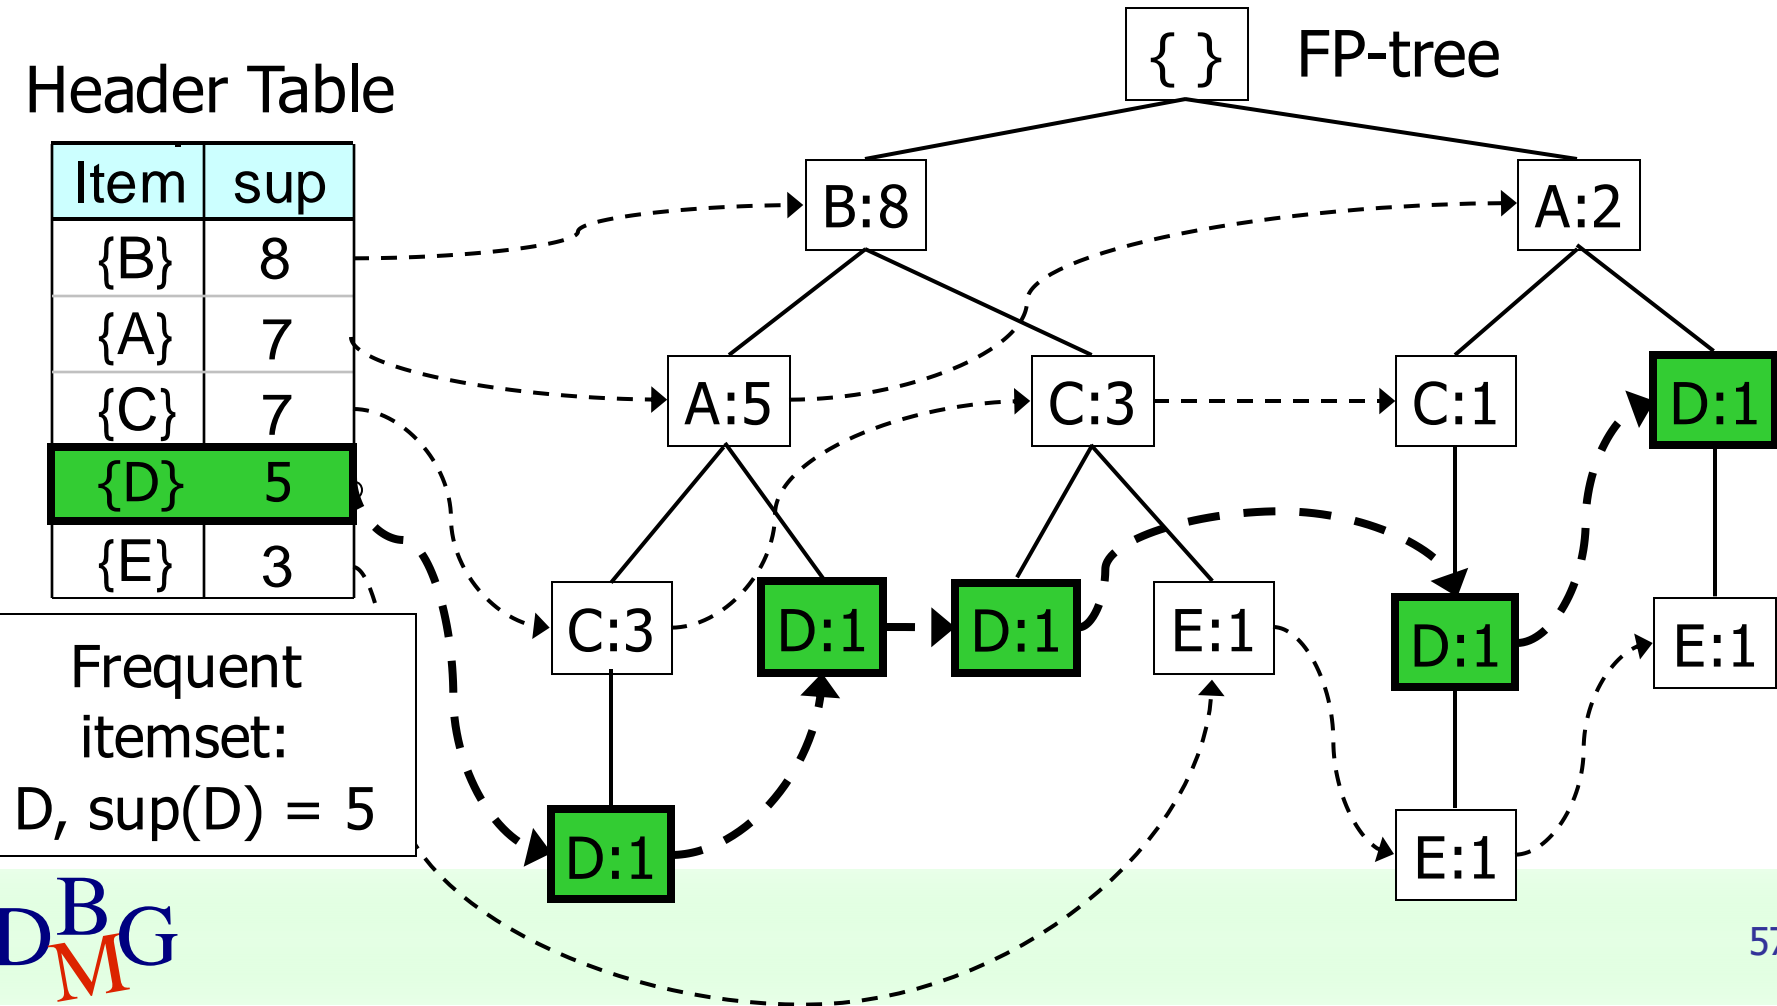 { } FP-tree
Header Table
Item sup
{B} 8
{A} 7
{C} 7
{D} 5
{E} 3
B:8 A:2
A:5 C:3 C:1 D:1
C:3 D:1 D:1 E:1 D:1 E:1
D:1 E:1
Frequent
itemset:
D, sup(D) = 5
DBMG
57